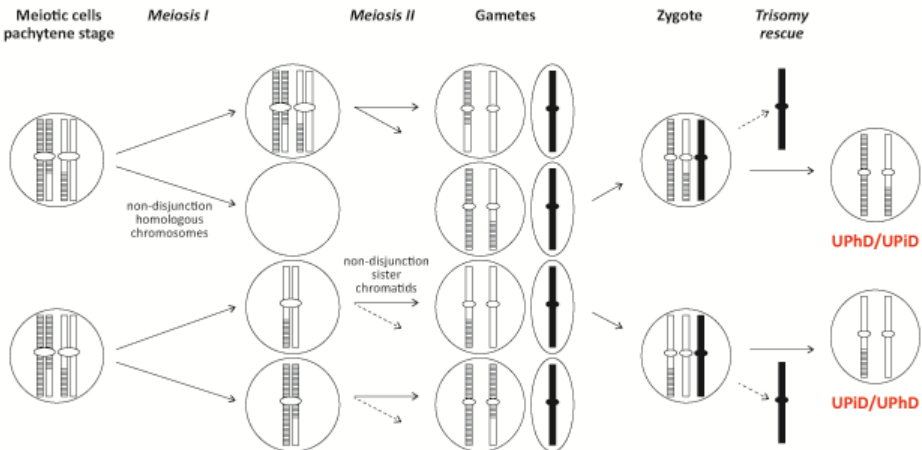 Meiotic cells
pachytene stage
Meiosis I
Meiosis II
Gametes
Zygote
Trisomy
rescue
non-disjunction
homologous
chromosomes
UPhD/UPiD
non-disjunction
sister
chromatids
UPiD/UPhD